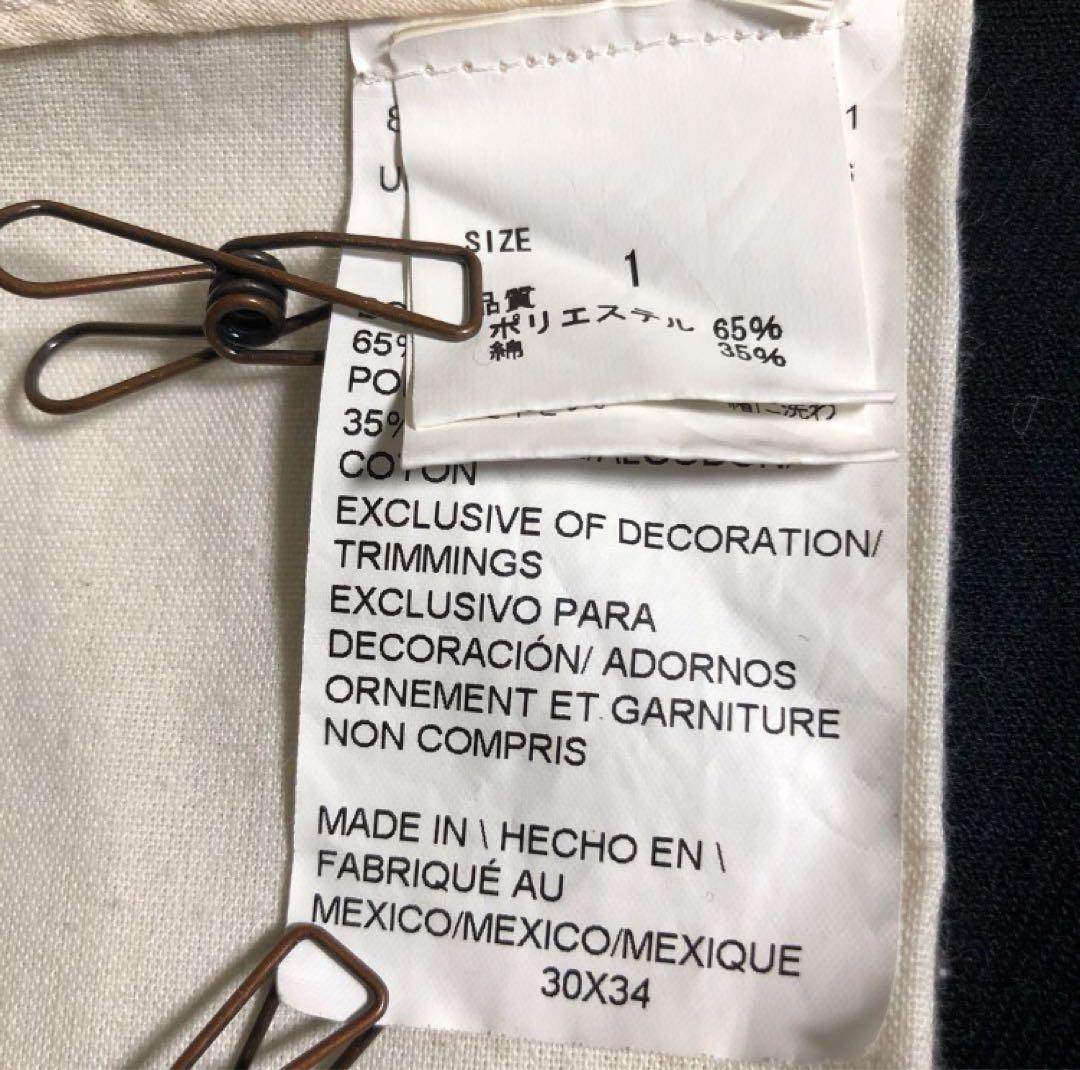 SIZE
1
品質
ポリエステル 65%
綿 35%
65%
35%
COTON
EXCLUSIVE OF DECORATION/
TRIMMINGS
EXCLUSIVO PARA
DECORACIÓN/ ADORNOS
ORNEMENT ET GARNITURE
NON COMPRIS
MADE IN \ HECHO EN \
FABRIQUÉ AU
MEXICO/MEXICO/MEXIQUE
30X34